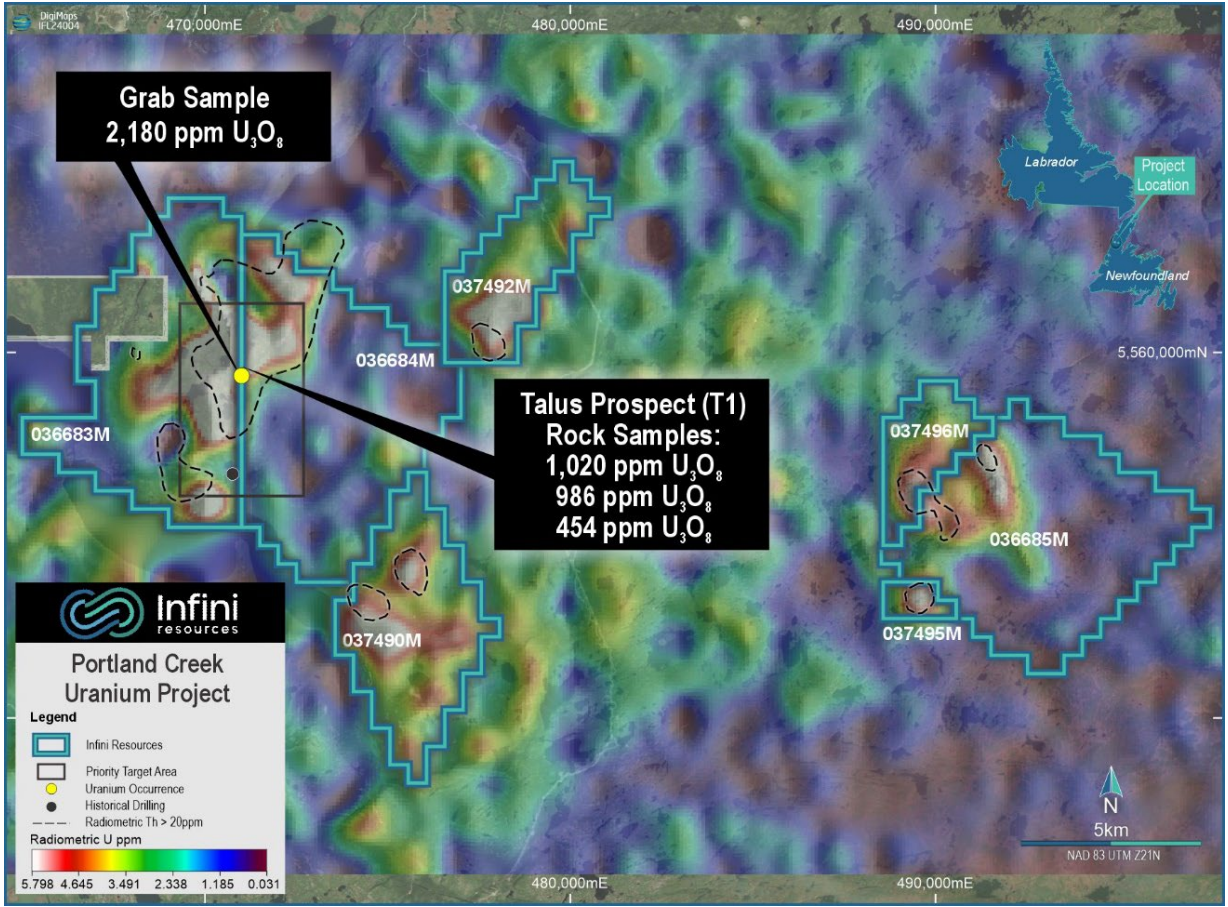 DigiMaps
IFL24004
470,000mE
480,000mE
490,000mE
Grab Sample
2,180 ppm U₃O₈
Labrador
Project
Location
Newfoundland
037492M
036684M
5,560,000mN
Talus Prospect (T1)
Rock Samples:
1,020 ppm U₃O₈
986 ppm U₃O₈
454 ppm U₃O₈
036683M
037496M
036685M
037495M
037490M
Infini
resources
Portland Creek
Uranium Project
Legend
Infini Resources
Priority Target Area
Uranium Occurrence
Historical Drilling
Radiometric Th > 20ppm
Radiometric U ppm
5.798 4.645 3.491 2.338 1.185 0.031
N
5km
NAD 83 UTM Z21N
480,000mE
490,000mE